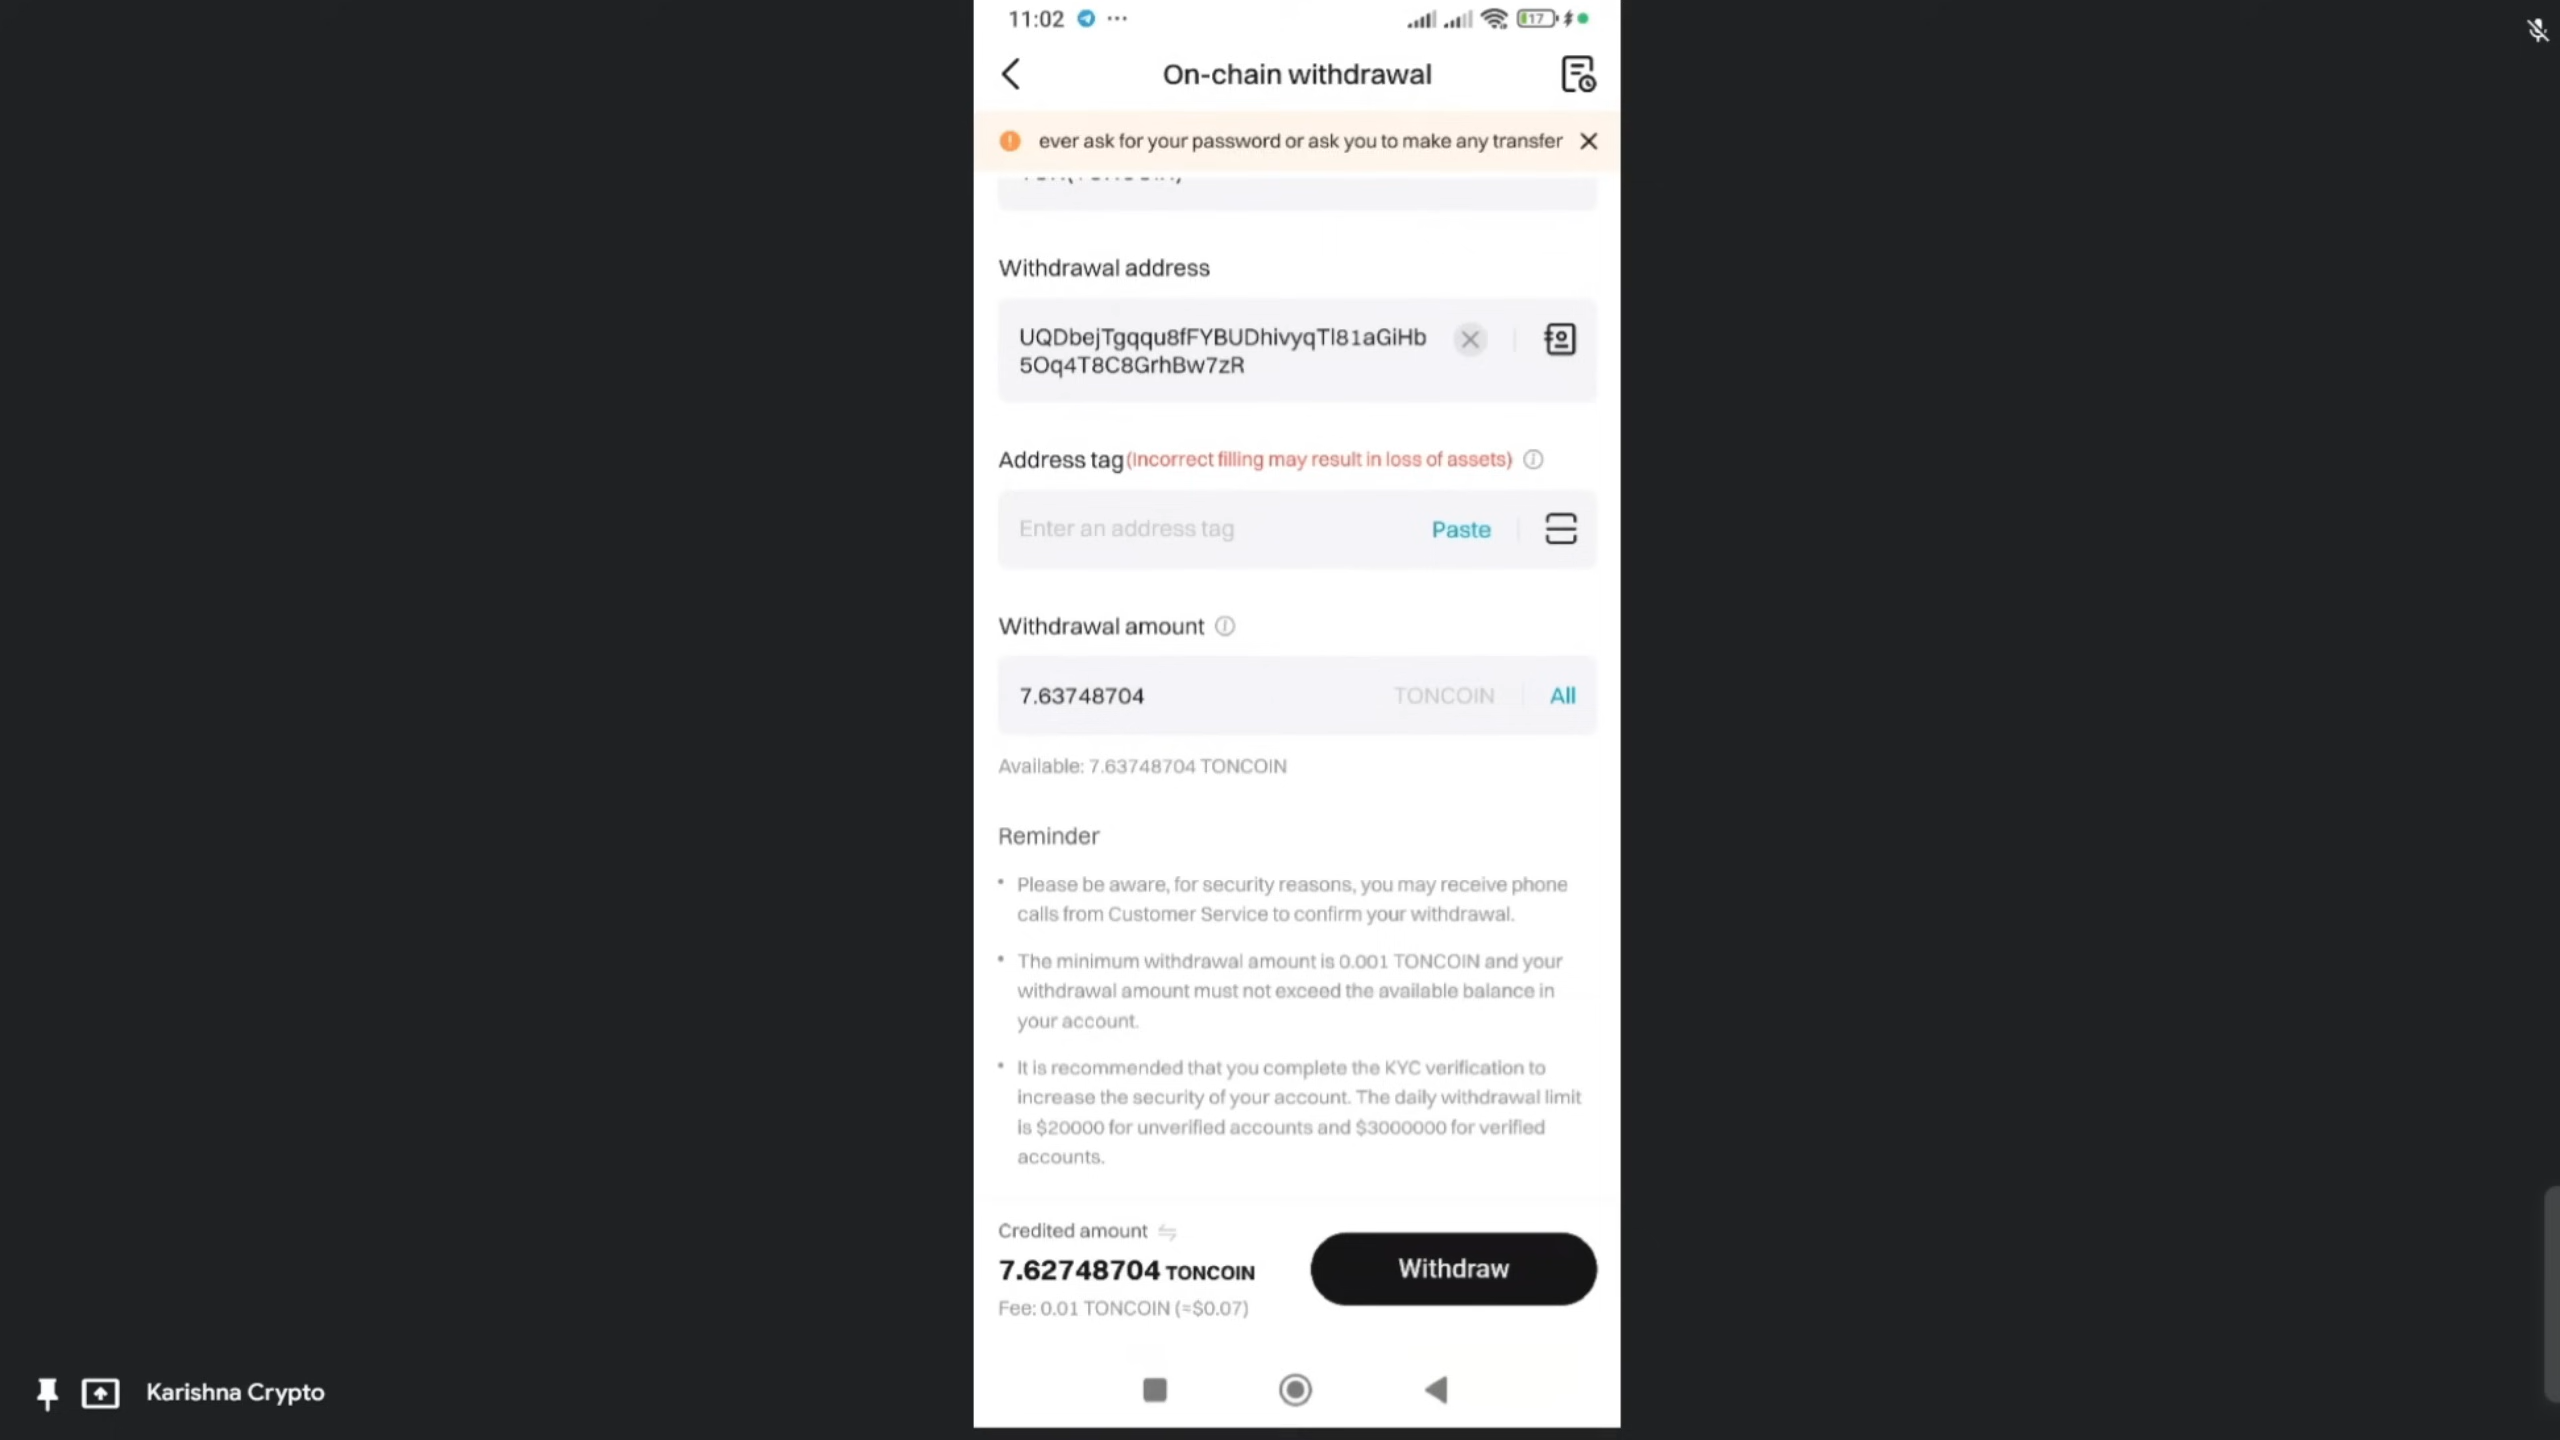 11:02
17
On-chain withdrawal
ever ask for your password or ask you to make any transfer
Withdrawal address
UQDbejTgqqu8fFYBUDhivyqTl81aGiHb
5Oq4T8C8GrhBw7zR
Address tag(Incorrect filling may result in loss of assets)
Enter an address tag
Paste
Withdrawal amount
7.63748704
TONCOIN
All
Available: 7.63748704 TONCOIN
Reminder
• Please be aware, for security reasons, you may receive phone
calls from Customer Service to confirm your withdrawal.
• The minimum withdrawal amount is 0.001 TONCOIN and your
withdrawal amount must not exceed the available balance in
your account.
• It is recommended that you complete the KYC verification to
increase the security of your account. The daily withdrawal limit
is $20000 for unverified accounts and $3000000 for verified
accounts.
Credited amount
7.62748704 TONCOIN
Fee: 0.01 TONCOIN (≈$0.07)
Withdraw
Karishna Crypto